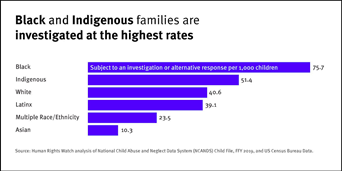 Black and Indigenous families are
investigated at the highest rates
Black
Subject to an investigation or alternative response per 1,000 children
75.7
Indigenous
51.4
White
40.6
Latinx
39.1
Multiple Race/Ethnicity
23.5
Asian
10.3
Source: Human Rights Watch analysis of National Child Abuse and Neglect Data System (NCANDS) Child File, FFY 2019, and US Census Bureau Data.